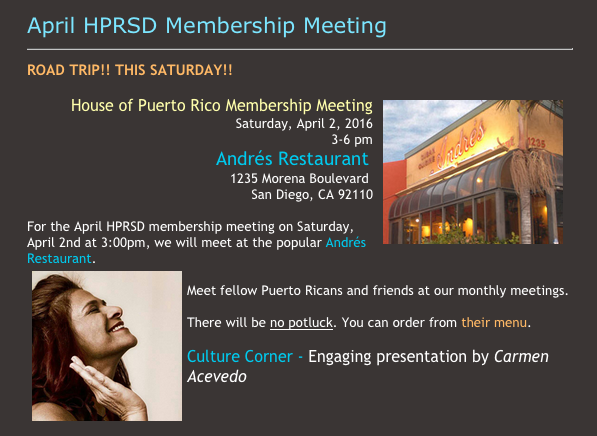 April HPRSD Membership Meeting
ROAD TRIP!! THIS SATURDAY!!
House of Puerto Rico Membership Meeting
Saturday, April 2, 2016
3-6 pm
Andrés Restaurant
1235 Morena Boulevard
San Diego, CA 92110
Andrés
1235
For the April HPRSD membership meeting on Saturday,
April 2nd at 3:00pm, we will meet at the popular Andrés
Restaurant.
Meet fellow Puerto Ricans and friends at our monthly meetings.
There will be no potluck. You can order from their menu.
Culture Corner - Engaging presentation by Carmen
Acevedo